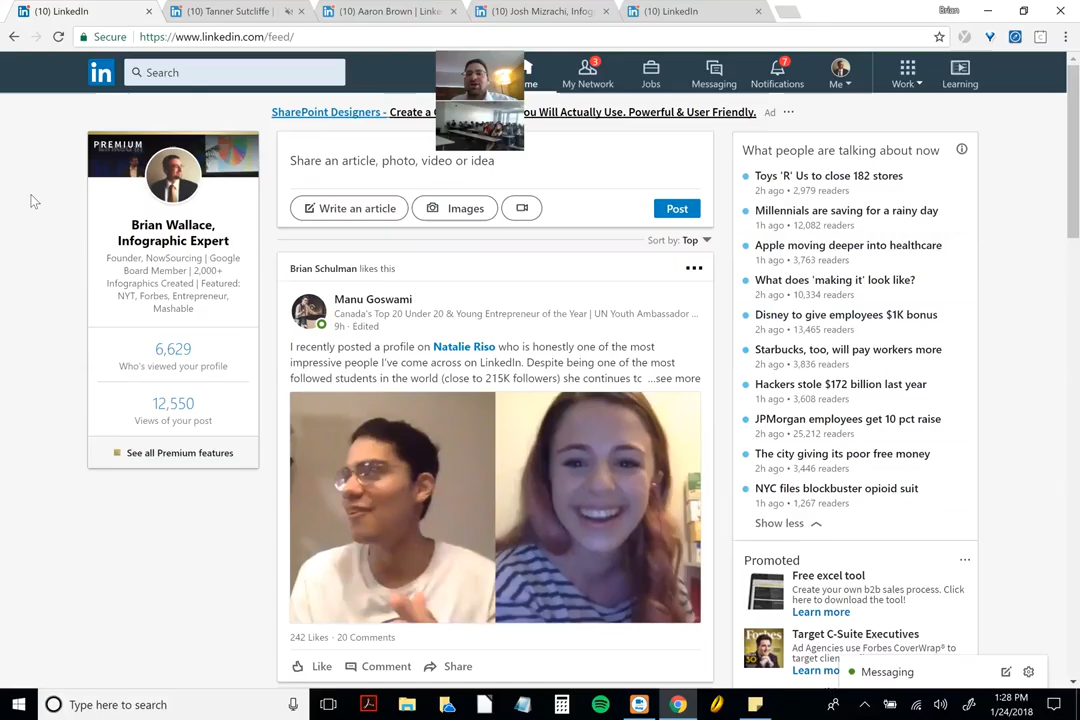 (10) LinkedIn
(10) Tanner Sutcliffe |
(10) Aaron Brown | Linke
(10) Josh Mizrachi, Infog
(10) LinkedIn
Brian
Secure
https://www.linkedin.com/feed/
in
Search
me
3
My Network
Jobs
Messaging
7
Notifications
Me
Work
Learning
SharePoint Designers - Create a
ou Will Actually Use. Powerful & User Friendly.
Ad
PREMIUM
Brian Wallace,
Infographic Expert
Founder, NowSourcing | Google
Board Member | 2,000+
Infographics Created | Featured:
NYT, Forbes, Entrepreneur,
Mashable
6,629
Who's viewed your profile
12,550
Views of your post
See all Premium features
Share an article, photo, video or idea
Write an article
Images
Post
Sort by: Top
Brian Schulman likes this
Manu Goswami
Canada's Top 20 Under 20 & Young Entrepreneur of the Year | UN Youth Ambassador ...
9h • Edited
I recently posted a profile on Natalie Riso who is honestly one of the most
impressive people I've come across on LinkedIn. Despite being one of the most
followed students in the world (close to 215K followers) she continues tc ...see more
242 Likes • 20 Comments
Like
Comment
Share
What people are talking about now
Toys 'R' Us to close 182 stores
2h ago • 2,979 readers
Millennials are saving for a rainy day
1h ago • 12,082 readers
Apple moving deeper into healthcare
1h ago • 3,763 readers
What does 'making it' look like?
2h ago • 10,334 readers
Disney to give employees $1K bonus
2h ago • 13,465 readers
Starbucks, too, will pay workers more
2h ago • 3,836 readers
Hackers stole $172 billion last year
1h ago • 3,608 readers
JPMorgan employees get 10 pct raise
2h ago • 25,212 readers
The city giving its poor free money
2h ago • 3,446 readers
NYC files blockbuster opioid suit
1h ago • 1,267 readers
Show less
Promoted
Free excel tool
Create your own b2b sales process. Click
here to download the tool!
Learn more
Forbes
Target C-Suite Executives
Ad Agencies use Forbes CoverWrap® to
target clien
Learn mo
Messaging
Type here to search
1:28 PM
1/24/2018